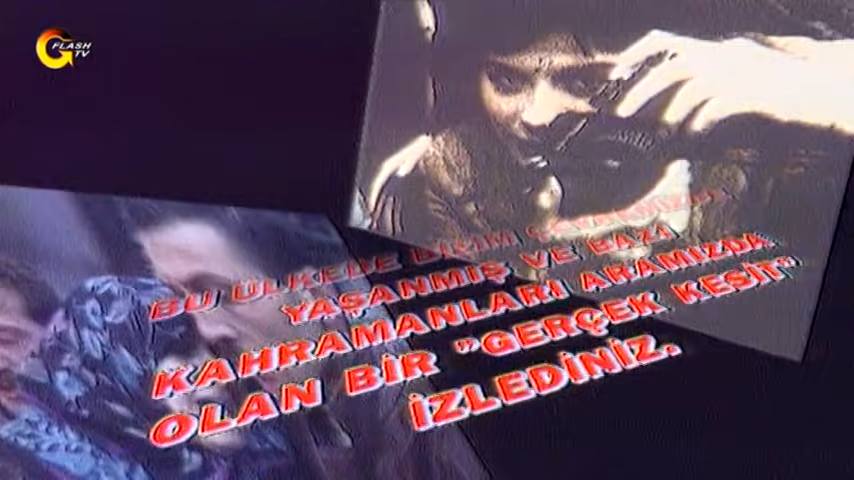 FLASH
TV
BU ÜLKEDE BİZİM
YAŞANMIŞ VE BAZI
KAHRAMANLARI ARAMIZDA
OLAN BİR "GERÇEK KESİT"
İZLEDİNİZ.